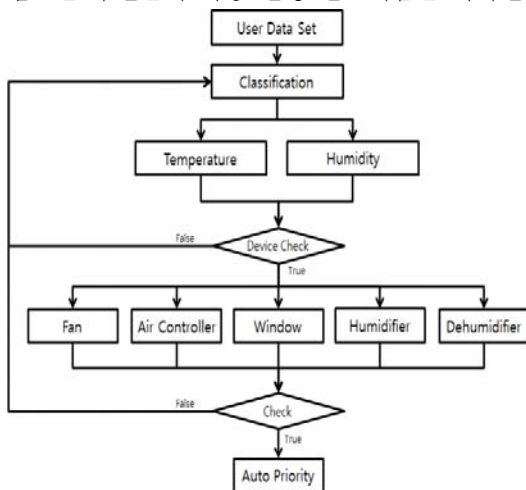 User Data Set
Classification
Temperature
Humidity
False
Device Check
True
Fan
Air Controller
Window
Humidifier
Dehumidifier
False
Check
True
Auto Priority